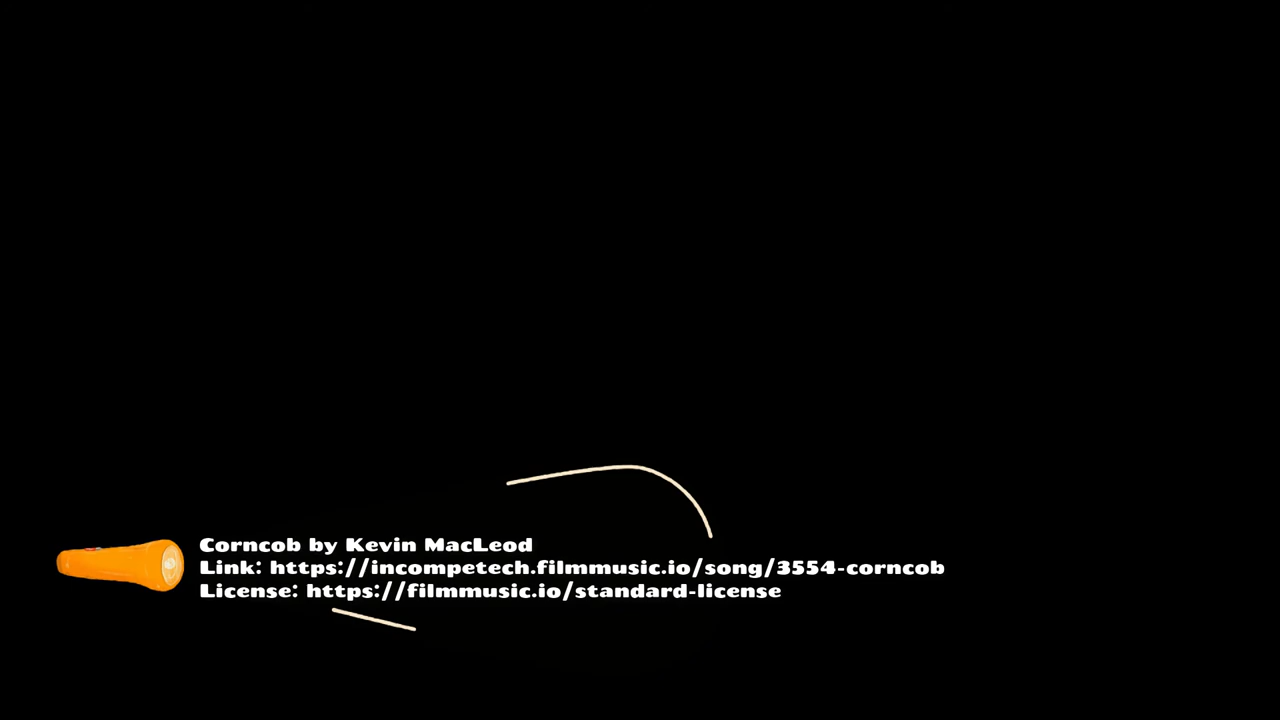 Corncob by Kevin MacLeod
Link: https://incompetech.filmmusic.io/song/3554-corncob
License: https://filmmusic.io/standard-license